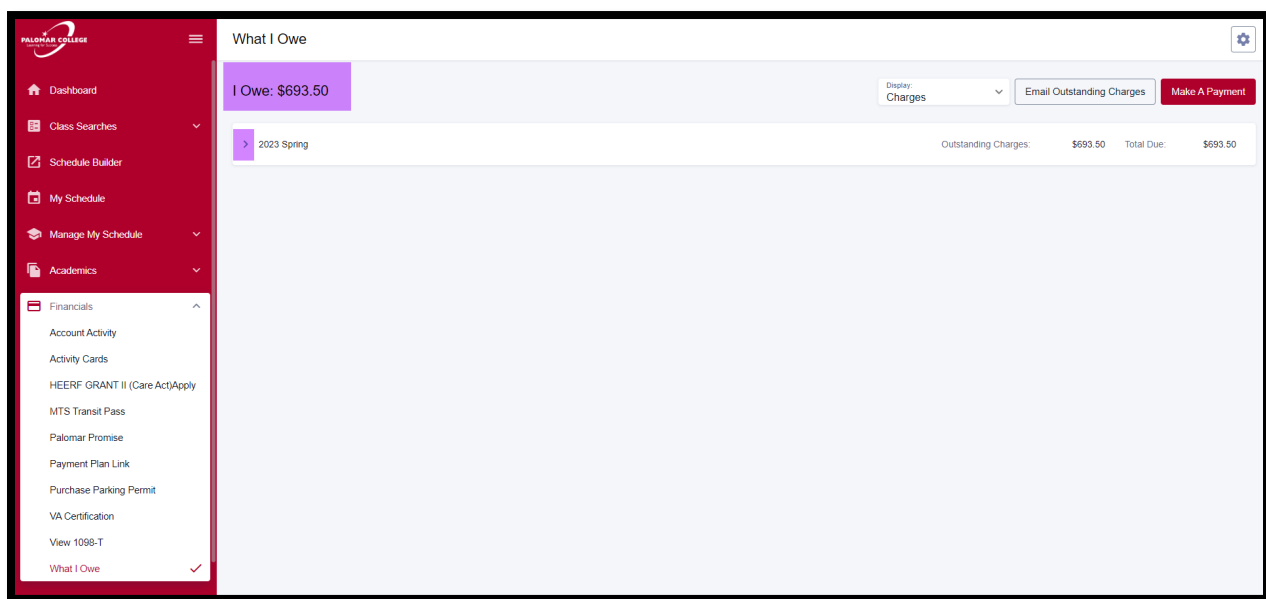 PALOMAR COLLEGE
What I Owe
Dashboard
Class Searches
Schedule Builder
My Schedule
Manage My Schedule
Academics
Financials
Account Activity
Activity Cards
HEERF GRANT II (Care Act)Apply
MTS Transit Pass
Palomar Promise
Payment Plan Link
Purchase Parking Permit
VA Certification
View 1098-T
What I Owe
I Owe: $693.50
Display:
Charges
Email Outstanding Charges
Make A Payment
2023 Spring
Outstanding Charges: $693.50 Total Due: $693.50